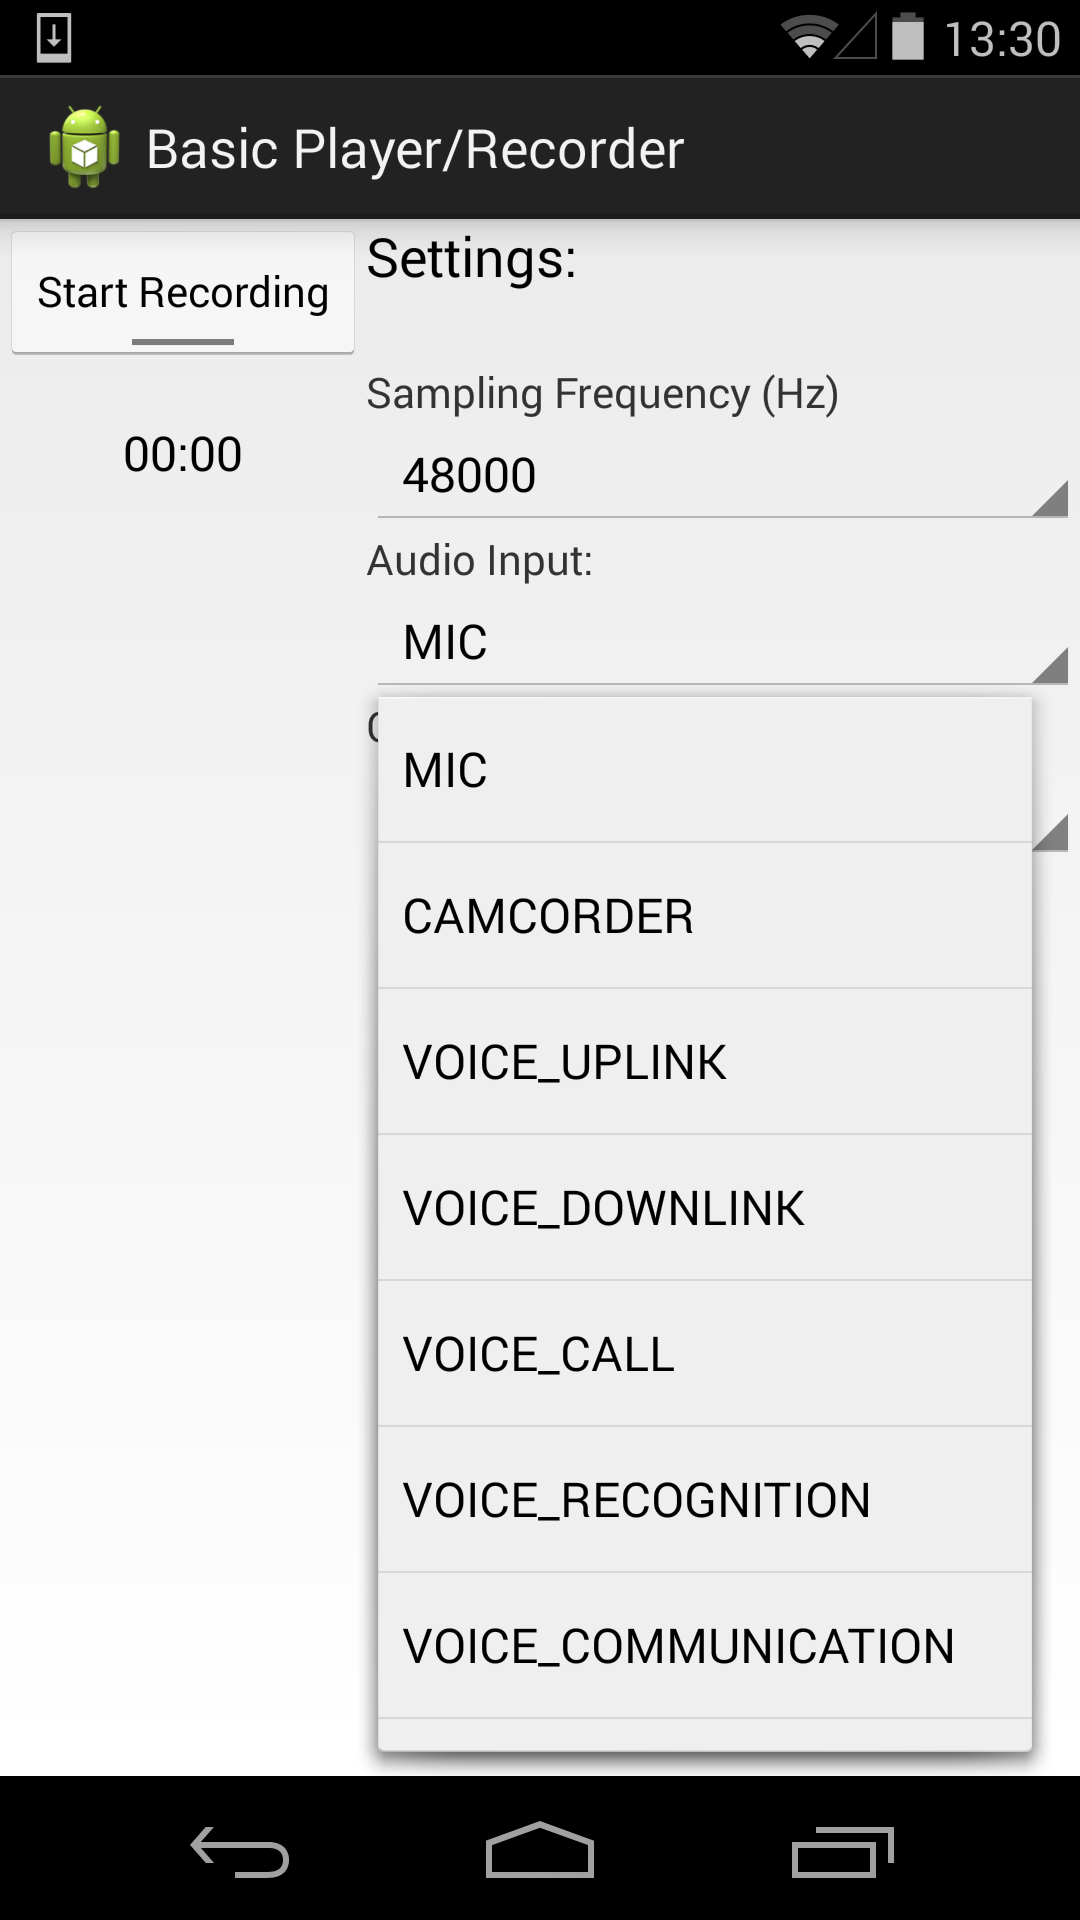 13:30
Basic Player/Recorder
Start Recording
00:00
Settings:
Sampling Frequency (Hz)
48000
Audio Input:
MIC
MIC
CAMCORDER
VOICE_UPLINK
VOICE_DOWNLINK
VOICE_CALL
VOICE_RECOGNITION
VOICE_COMMUNICATION